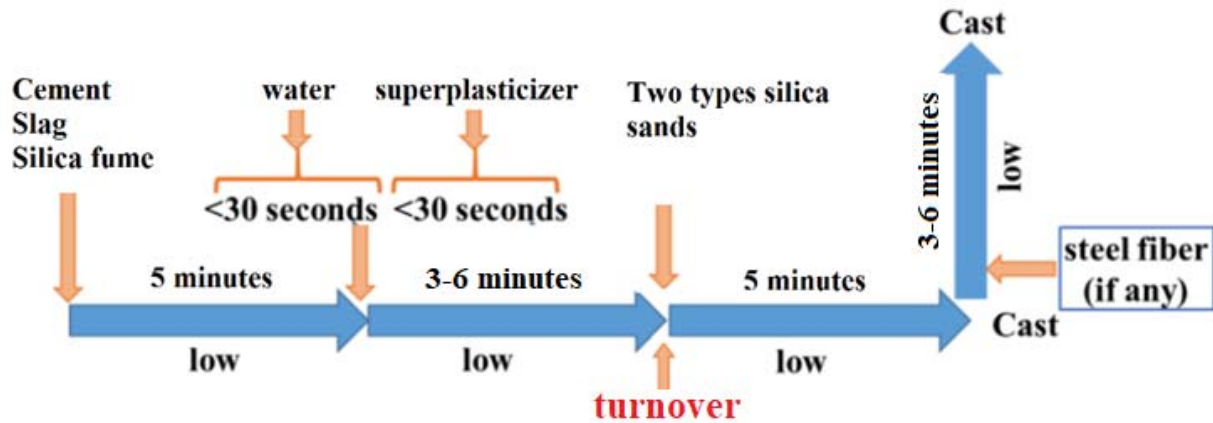 Cast
Cement
Slag
Silica fume
water
superplasticizer
Two types silica
sands
<30 seconds
<30 seconds
3-6 minutes
low
5 minutes
3-6 minutes
5 minutes
steel fiber
(if any)
Cast
low
low
low
turnover